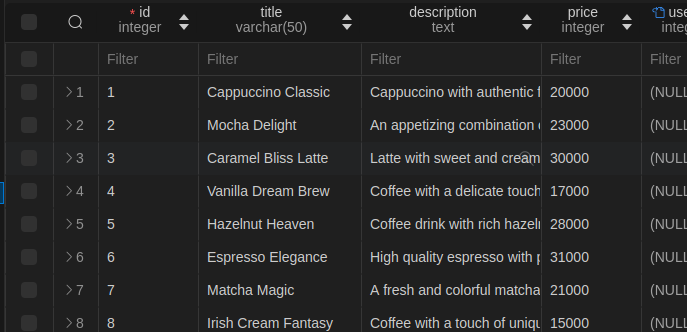 * id title description price use
integer varchar(50) text integer integ
Filter Filter Filter Filter Filter
1 1 Cappuccino Classic Cappuccino with authentic f 20000 (NULL
2 2 Mocha Delight An appetizing combination 23000 (NULL
3 3 Caramel Bliss Latte Latte with sweet and cream 30000 (NULL
4 4 Vanilla Dream Brew Coffee with a delicate touch 17000 (NULL
5 5 Hazelnut Heaven Coffee drink with rich hazeln 28000 (NULL
6 6 Espresso Elegance High quality espresso with p 31000 (NULL
7 7 Matcha Magic A fresh and colorful matcha 21000 (NULL
8 8 Irish Cream Fantasy Coffee with a touch of uniqu 15000 (NULL